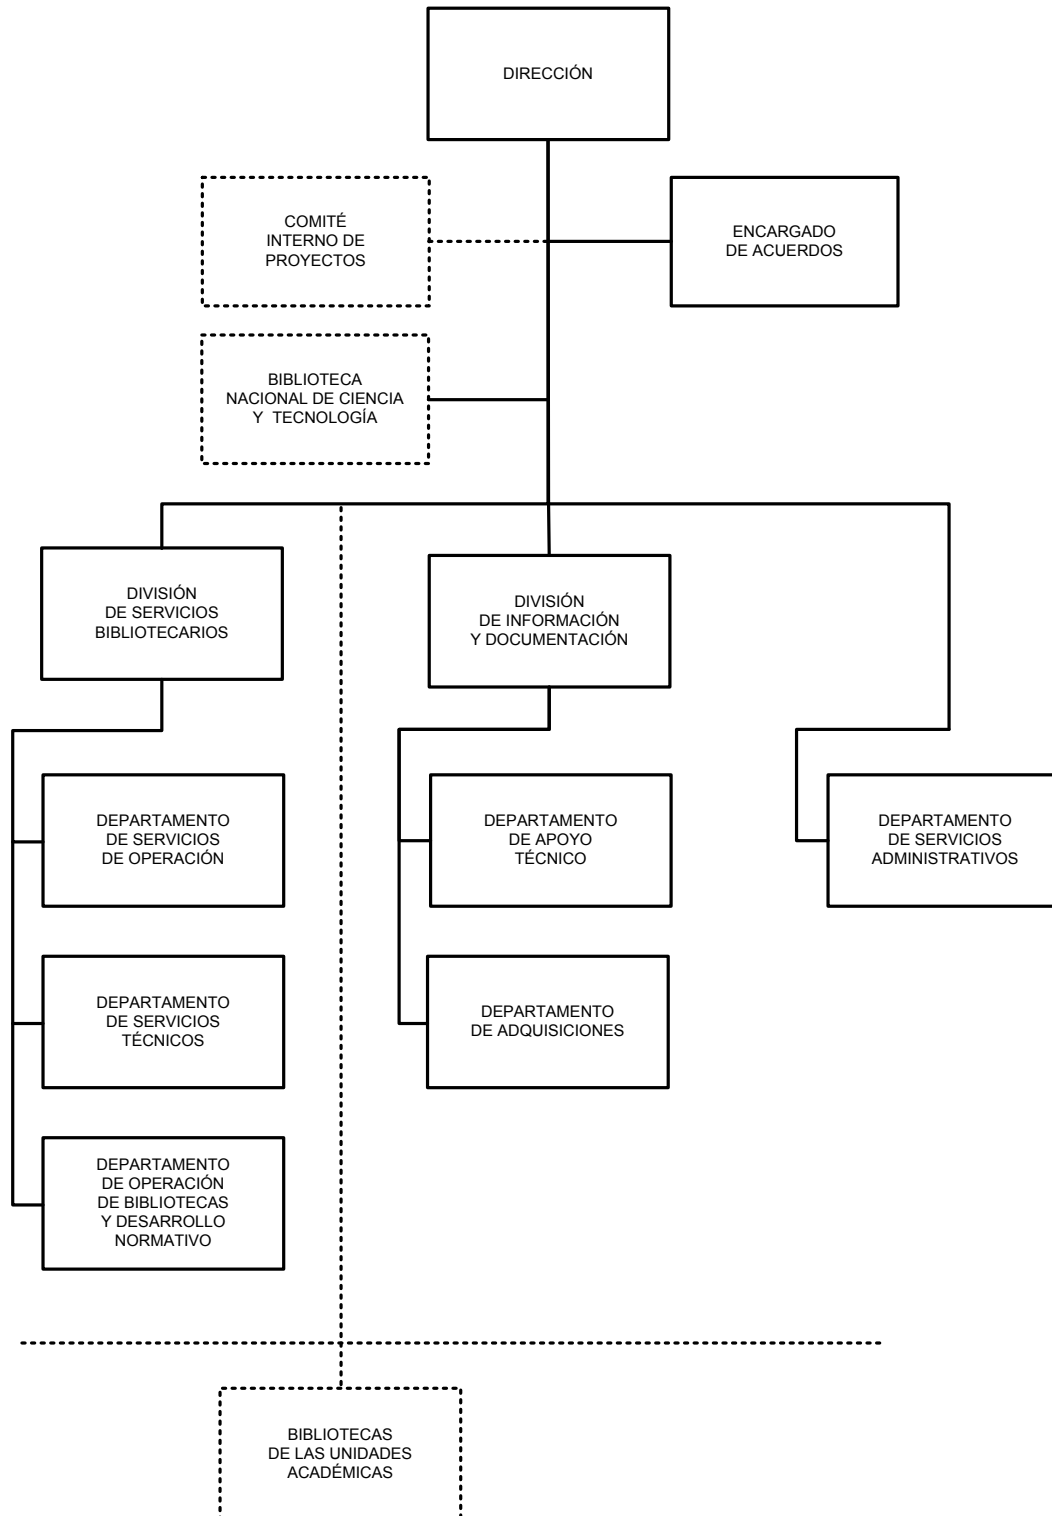 DIRECCIÓN
COMITÉ
INTERNO DE
PROYECTOS
ENCARGADO
DE ACUERDOS
BIBLIOTECA
NACIONAL DE CIENCIA
Y TECNOLOGÍA
DIVISIÓN
DE SERVICIOS
BIBLIOTECARIOS
DIVISIÓN
DE INFORMACIÓN
Y DOCUMENTACIÓN
DEPARTAMENTO
DE SERVICIOS
DE OPERACIÓN
DEPARTAMENTO
DE APOYO
TÉCNICO
DEPARTAMENTO
DE SERVICIOS
ADMINISTRATIVOS
DEPARTAMENTO
DE SERVICIOS
TÉCNICOS
DEPARTAMENTO
DE ADQUISICIONES
DEPARTAMENTO
DE OPERACIÓN
DE BIBLIOTECAS
Y DESARROLLO
NORMATIVO
BIBLIOTECAS
DE LAS UNIDADES
ACADÉMICAS